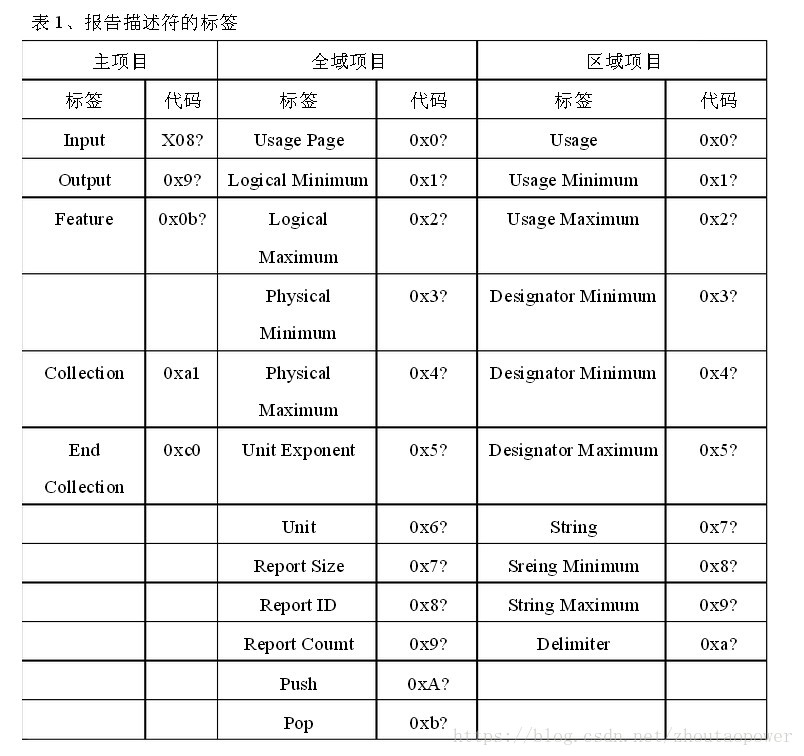 表 1、报告描述符的标签
主项目 全域项目 区域项目
标签 代码 标签 代码 标签 代码
Input X08? Usage Page 0x0? Usage 0x0?
Output 0x9? Logical Minimum 0x1? Usage Minimum 0x1?
Feature 0x0b? Logical 0x2? Usage Maximum 0x2?
Maximum
Physical 0x3? Designator Minimum 0x3?
Minimum
Collection 0xa1 Physical 0x4? Designator Minimum 0x4?
Maximum
End 0xc0 Unit Exponent 0x5? Designator Maximum 0x5?
Collection
Unit 0x6? String 0x7?
Report Size 0x7? Sreing Minimum 0x8?
Report ID 0x8? String Maximum 0x9?
Report Coumt 0x9? Delimiter 0xa?
Push 0xA?
Pop 0xb?
https://blog.csdn.net/zhoutaopower